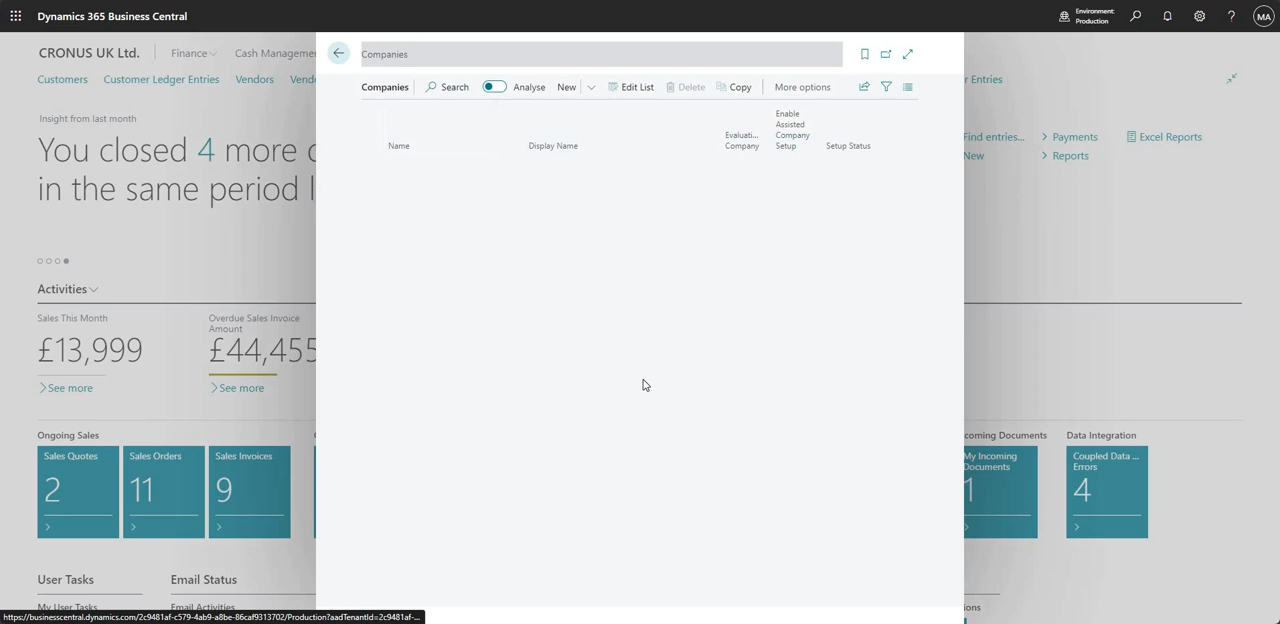 Dynamics 365 Business Central
Environment:
Production
?
MA
CRONUS UK Ltd.
Finance
Cash Management
Customers
Customer Ledger Entries
Vendors
Entries
Companies
Companies
Search
Analyse
New
Edit List
Delete
Copy
More options
Name
Display Name
Evaluati...
Company
Enable
Assisted
Company
Setup
Setup Status
Insight from last month
You closed 4 more
in the same period
Find entries...
New
Payments
Reports
Excel Reports
Activities
Sales This Month
£13,999
See more
Overdue Sales Invoice
Amount
£44,455
See more
Ongoing Sales
Sales Quotes
2
Sales Orders
11
Sales Invoices
9
My Incoming
Documents
1
Data Integration
Coupled Data ...
Errors
4
User Tasks
My User Tasks
Email Status
Email Activities
https://businesscentral.dynamics.com/2c9481af-c579-4ab9-a8be-86caf9313702/Production?aadTenantId=2c9481af-...